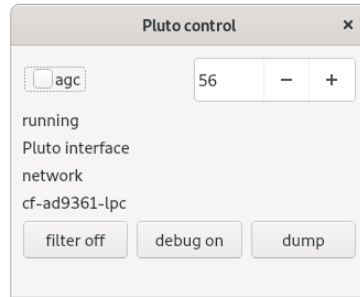 Pluto control ×
agc 56 − +
running
Pluto interface
network
cf-ad9361-lpc
filter off debug on dump